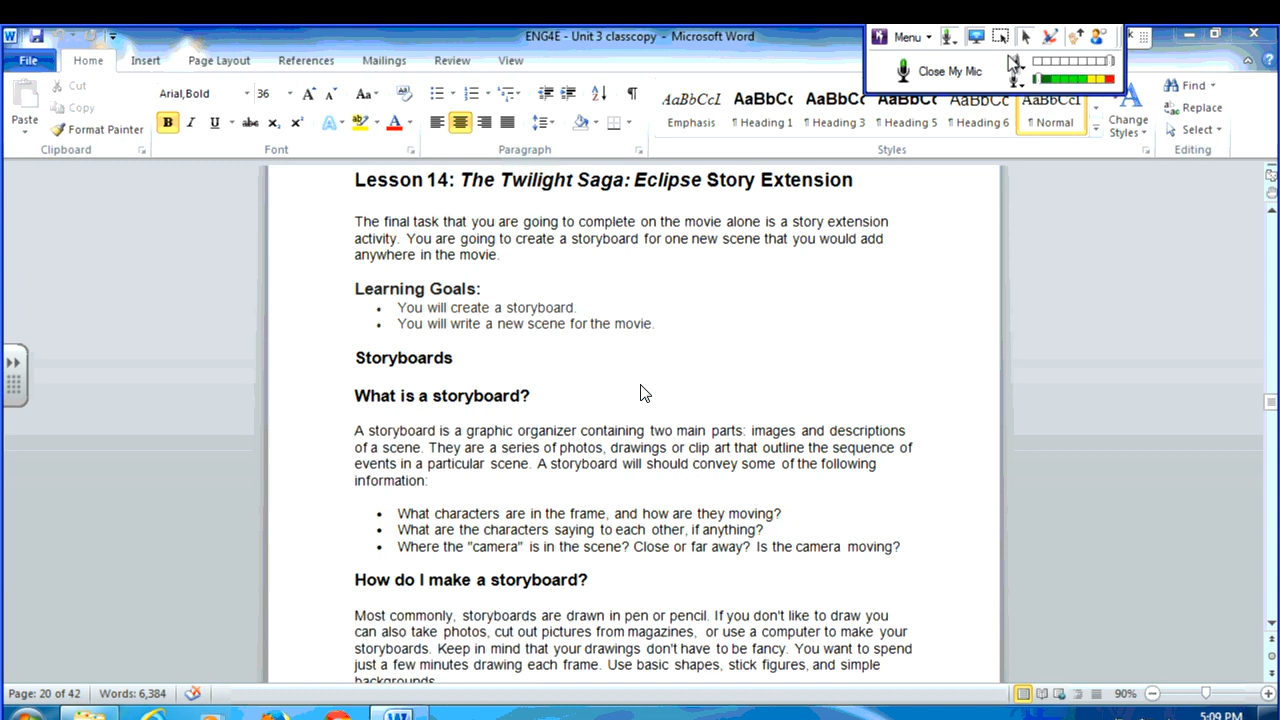 ENG4E - Unit 3 classcopy - Microsoft Word
Menu
Close My Mic
File Home Insert Page Layout References Mailings Review View
Cut
Copy
Paste
Format Painter
Arial,Bold 36
Find
Replace
Select
AaBbCcI AaBbCc AaBbCc AaBbCc AaBbCc AaBbCcI
Emphasis ¶ Heading 1 ¶ Heading 3 ¶ Heading 5 ¶ Heading 6 ¶ Normal
Change
Styles
Clipboard Font Paragraph Styles Editing
Lesson 14: The Twilight Saga: Eclipse Story Extension
The final task that you are going to complete on the movie alone is a story extension
activity. You are going to create a storyboard for one new scene that you would add
anywhere in the movie.
Learning Goals:
• You will create a storyboard.
• You will write a new scene for the movie.
Storyboards
What is a storyboard?
A storyboard is a graphic organizer containing two main parts: images and descriptions
of a scene. They are a series of photos, drawings or clip art that outline the sequence of
events in a particular scene. A storyboard will should convey some of the following
information:
• What characters are in the frame, and how are they moving?
• What are the characters saying to each other, if anything?
• Where the "camera" is in the scene? Close or far away? Is the camera moving?
How do I make a storyboard?
Most commonly, storyboards are drawn in pen or pencil. If you don't like to draw you
can also take photos, cut out pictures from magazines, or use a computer to make your
storyboards. Keep in mind that your drawings don't have to be fancy. You want to spend
just a few minutes drawing each frame. Use basic shapes, stick figures, and simple
backgrounds.
Page: 20 of 42 Words: 6,384 90%
5:09 PM